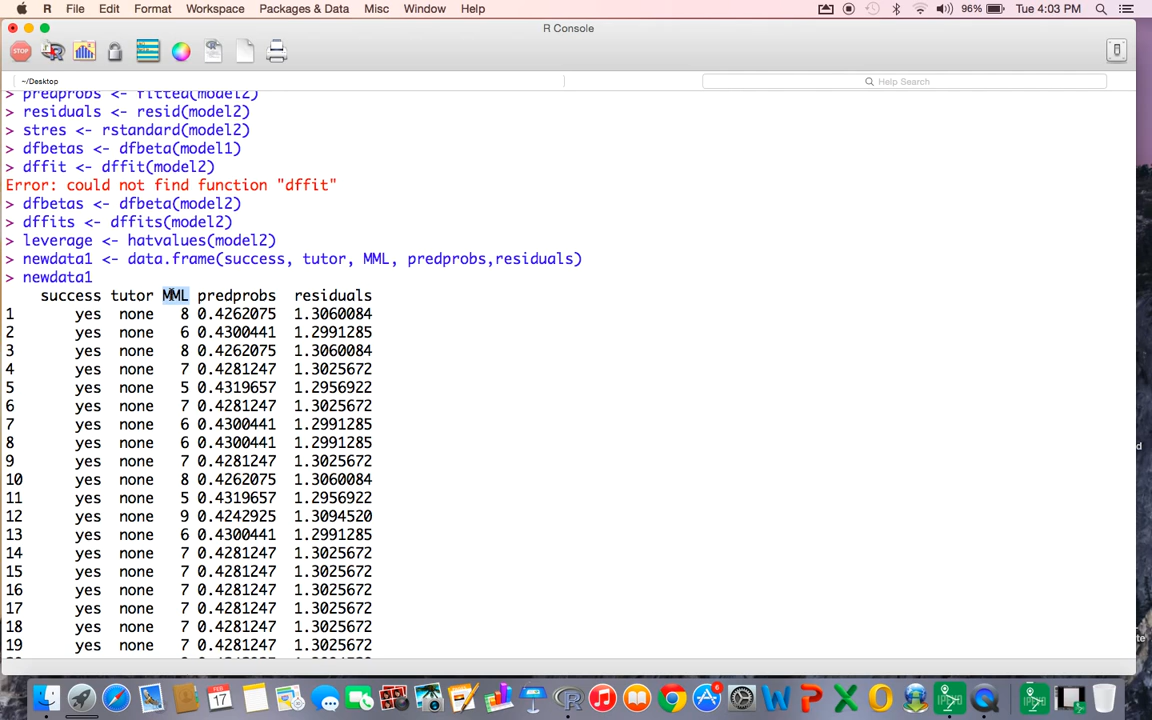 R File Edit Format Workspace Packages & Data Misc Window Help 96% Tue 4:03 PM
R Console
STOP
~/Desktop Help Search
> predprobs <- fitted(model2)
> residuals <- resid(model2)
> stres <- rstandard(model2)
> dfbetas <- dfbeta(model1)
> dffit <- dffit(model2)
Error: could not find function "dffit"
> dfbetas <- dfbeta(model2)
> dffits <- dffits(model2)
> leverage <- hatvalues(model2)
> newdata1 <- data.frame(success, tutor, MML, predprobs,residuals)
> newdata1
success tutor MML predprobs residuals
1 yes none 8 0.4262075 1.3060084
2 yes none 6 0.4300441 1.2991285
3 yes none 8 0.4262075 1.3060084
4 yes none 7 0.4281247 1.3025672
5 yes none 5 0.4319657 1.2956922
6 yes none 7 0.4281247 1.3025672
7 yes none 6 0.4300441 1.2991285
8 yes none 6 0.4300441 1.2991285
9 yes none 7 0.4281247 1.3025672
10 yes none 8 0.4262075 1.3060084
11 yes none 5 0.4319657 1.2956922
12 yes none 9 0.4242925 1.3094520
13 yes none 6 0.4300441 1.2991285
14 yes none 7 0.4281247 1.3025672
15 yes none 7 0.4281247 1.3025672
16 yes none 7 0.4281247 1.3025672
17 yes none 7 0.4281247 1.3025672
18 yes none 7 0.4281247 1.3025672
19 yes none 7 0.4281247 1.3025672
d
te
FEB
17
6